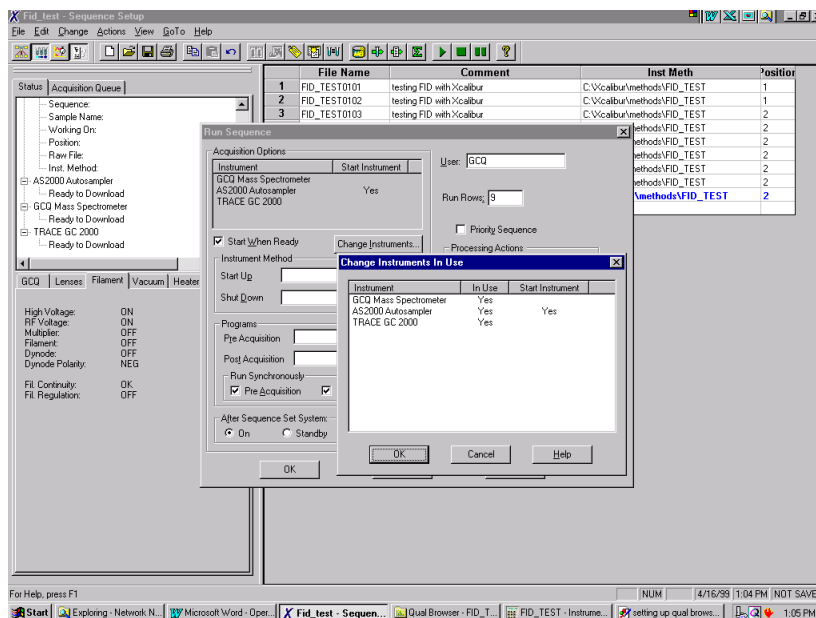 Fid_test - Sequence Setup
File Edit Change Actions View GoTo Help
File Name Comment Inst Meth Position
1 FID_TEST0101 testing FID with Xcalibur C:\Xcalibur\methods\FID_TEST 1
2 FID_TEST0102 testing FID with Xcalibur C:\Xcalibur\methods\FID_TEST 1
3 FID_TEST0103 testing FID with Xcalibur C:\Xcalibur\methods\FID_TEST 2
ethods\FID_TEST 2
ethods\FID_TEST 2
ethods\FID_TEST 2
ethods\FID_TEST 2
ethods\FID_TEST 2
\methods\FID_TEST 2
Status Acquisition Queue
Sequence:
Sample Name:
Working On:
Position:
Raw File:
Inst. Method:
AS2000 Autosampler
Ready to Download
GCQ Mass Spectrometer
Ready to Download
TRACE GC 2000
Ready to Download
GCQ Lenses Filament Vacuum Heater
High Voltage: ON
RF Voltage: ON
Multiplier: OFF
Filament: OFF
Dynode: OFF
Dynode Polarity: NEG
Fil. Continuity: OK
Fil. Regulation: OFF
Run Sequence
Acquisition Options
Instrument Start Instrument
GCQ Mass Spectrometer
AS2000 Autosampler Yes
TRACE GC 2000
Start When Ready Change Instruments...
Instrument Method
Start Up
Shut Down
Programs
Pre Acquisition
Post Acquisition
Run Synchronously
Pre Acquisition
After Sequence Set System:
On Standby
OK
User: GCQ
Run Rows: 9
Priority Sequence
Processing Actions
Change Instruments In Use
Instrument In Use Start Instrument
GCQ Mass Spectrometer Yes
AS2000 Autosampler Yes Yes
TRACE GC 2000 Yes
OK Cancel Help
For Help, press F1 NUM 4/16/99 1:04 PM NOT SAVE
Start Exploring - Network N... Microsoft Word - Oper... Fid_test - Sequen... Qual Browser - FID_T... FID_TEST - Instrume... setting up qual brows... 1:05 PM